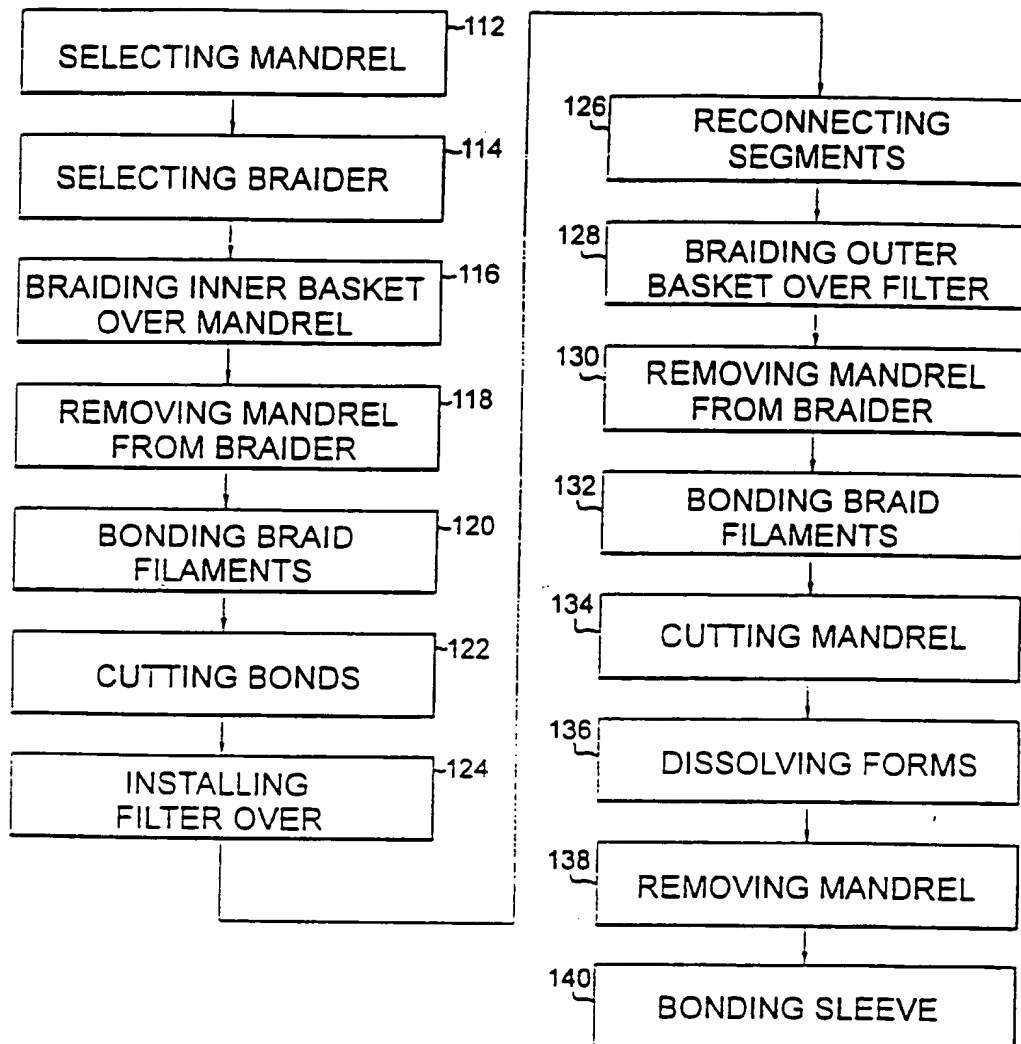 112
SELECTING MANDREL
114
SELECTING BRAIDER
116
BRAIDING INNER BASKET
OVER MANDREL
118
REMOVING MANDREL
FROM BRAIDER
120
BONDING BRAID
FILAMENTS
122
CUTTING BONDS
124
INSTALLING
FILTER OVER
126
RECONNECTING
SEGMENTS
128
BRAIDING OUTER
BASKET OVER FILTER
130
REMOVING MANDREL
FROM BRAIDER
132
BONDING BRAID
FILAMENTS
134
CUTTING MANDREL
136
DISSOLVING FORMS
138
REMOVING MANDREL
140
BONDING SLEEVE